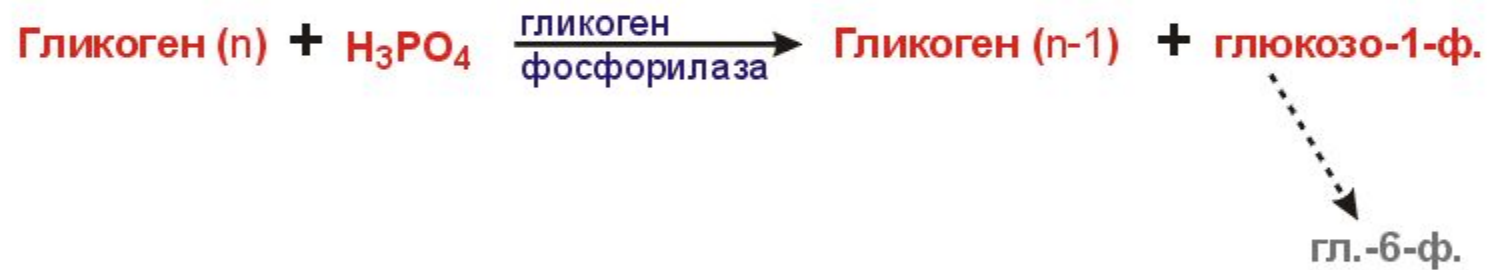 Гликоген (n) + H₃PO₄ гликоген фосфорилаза Гликоген (n-1) + глюкозо-1-ф.
гл.-6-ф.